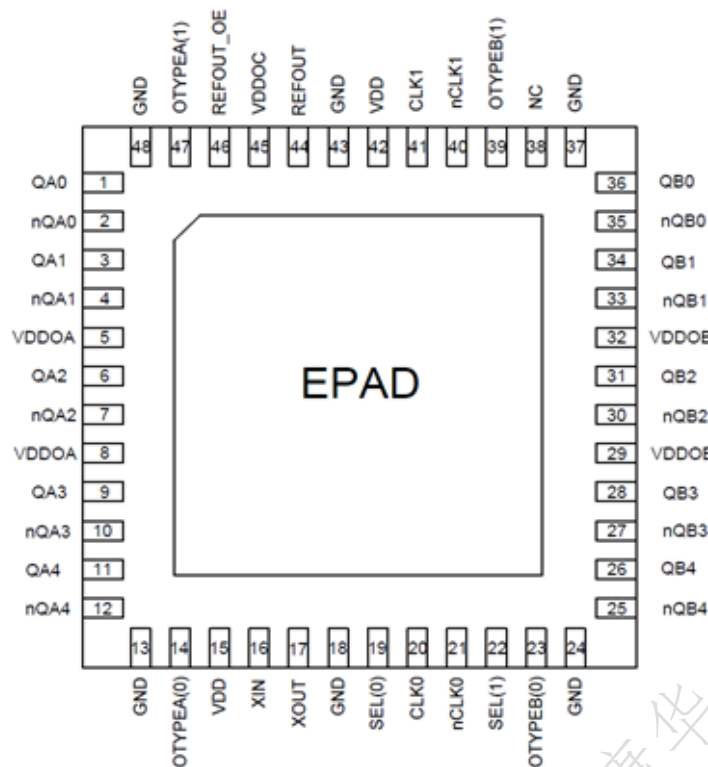 GND OTYPEA(1) REFOUT_OE VDDOC REFOUT GND VDD CLK1 nCLK1 OTYPEB(1) NC GND
48 47 46 45 44 43 42 41 40 39 38 37
QA0 1 36 QB0
nQA0 2 35 nQB0
QA1 3 34 QB1
nQA1 4 33 nQB1
VDDOA 5 32 VDDOB
QA2 6 31 QB2
EPAD
nQA2 7 30 nQB2
VDDOA 8 29 VDDOB
QA3 9 28 QB3
nQA3 10 27 nQB3
QA4 11 26 QB4
nQA4 12 25 nQB4
13 14 15 16 17 18 19 20 21 22 23 24
GND OTYPEA(0) VDD XIN XOUT GND SEL(0) CLK0 nCLK0 SEL(1) OTYPEB(0) GND
华